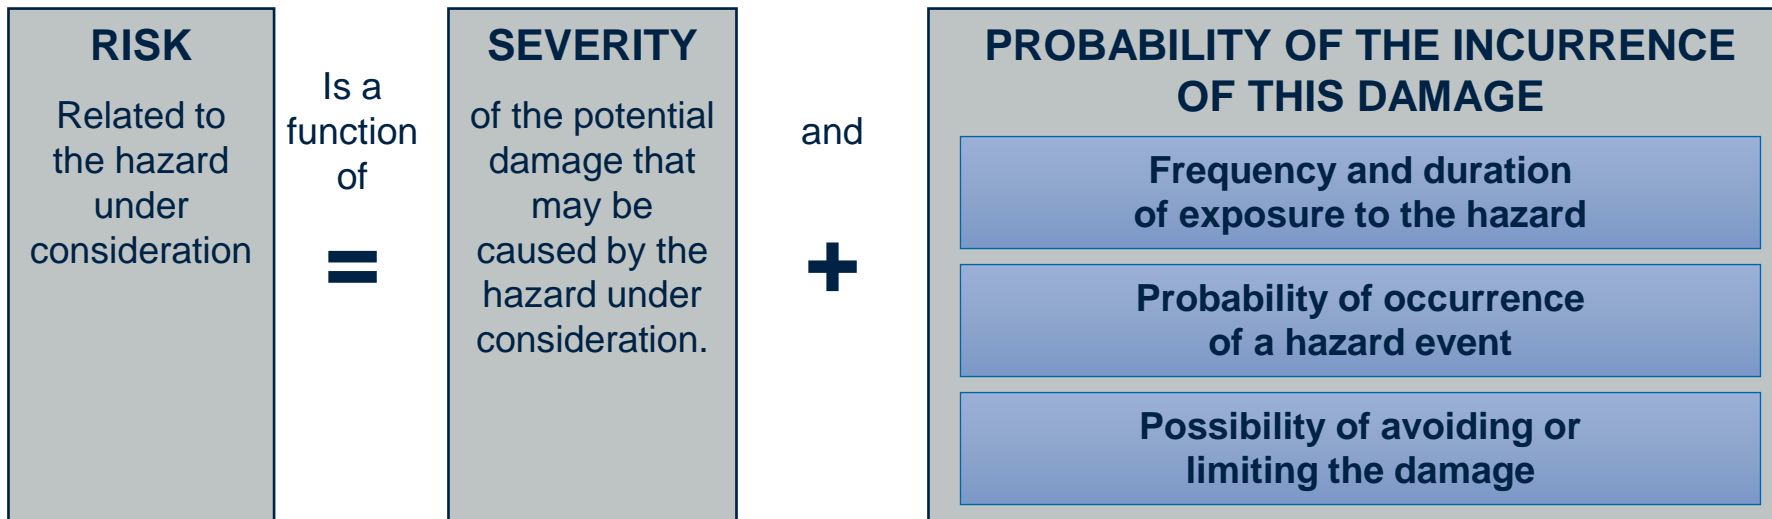 RISK
Related to
the hazard
under
consideration
Is a
function
of
=
SEVERITY
of the potential
damage that
may be
caused by the
hazard under
consideration.
and
+
PROBABILITY OF THE INCURRENCE
OF THIS DAMAGE
Frequency and duration
of exposure to the hazard
Probability of occurrence
of a hazard event
Possibility of avoiding or
limiting the damage